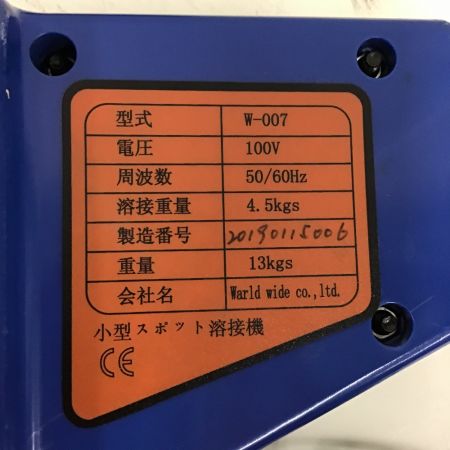 型式 W-007
電圧 100V
周波数 50/60Hz
溶接重量 4.5kgs
製造番号 20190115006
重量 13kgs
会社名 Warld wide co.,ltd.
小型スポット溶接機
CE